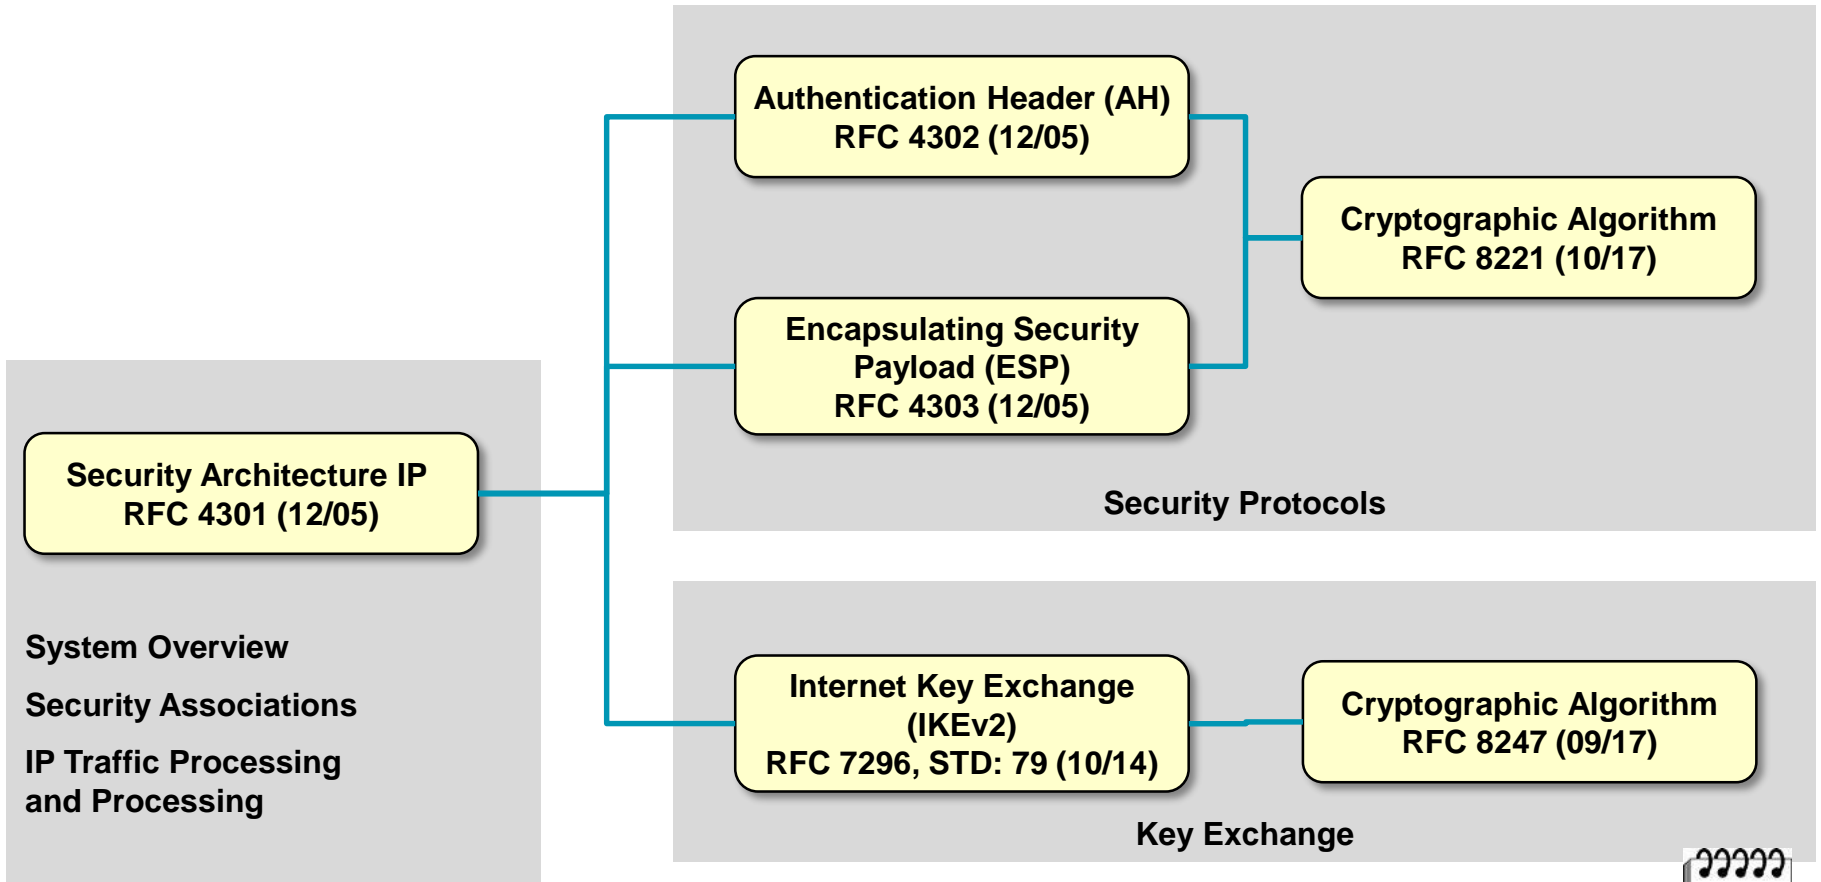 Authentication Header (AH)
RFC 4302 (12/05)
Cryptographic Algorithm
RFC 8221 (10/17)
Encapsulating Security
Payload (ESP)
RFC 4303 (12/05)
Security Protocols
Security Architecture IP
RFC 4301 (12/05)
System Overview
Security Associations
IP Traffic Processing
and Processing
Internet Key Exchange
(IKEv2)
RFC 7296, STD: 79 (10/14)
Cryptographic Algorithm
RFC 8247 (09/17)
Key Exchange